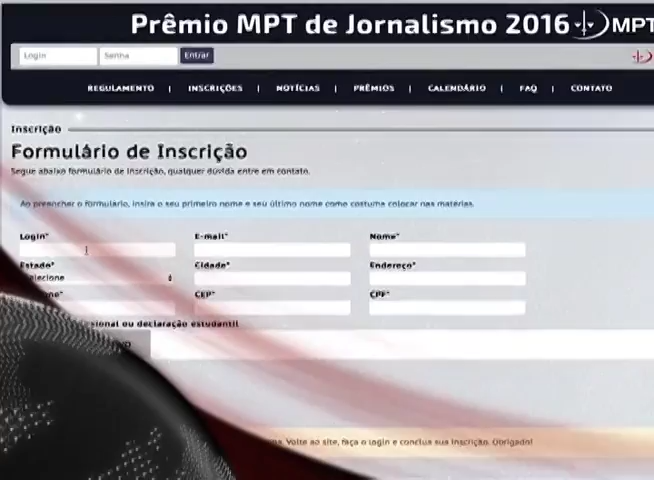 Prêmio MPT de Jornalismo 2016 MPT
Login Senha Entrar
REGULAMENTO | INSCRIÇÕES | NOTÍCIAS | PRÊMIOS | CALENDÁRIO | FAQ | CONTATO
Inscrição
Formulário de Inscrição
Segue abaixo formulário de inscrição, qualquer dúvida entre em contato.
Ao preencher o formulário, insira o seu primeiro nome e seu último nome como costuma colocar nas matérias.
Login* E-mail* Nome*
Estado* Cidade* Endereço*
elecione
one* CEP* CPF*
sional ou declaração estudantil
Volte ao site, faça o login e conclua sua inscrição. Obrigado!